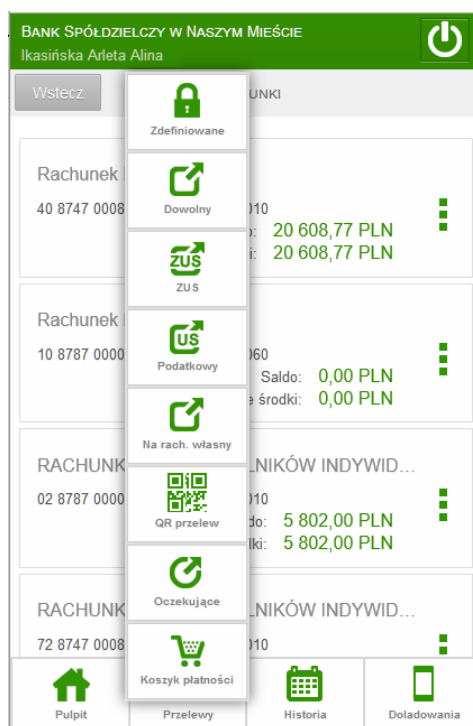 BANK SPÓŁDZIELCZY W NASZYM MIEŚCIE
Ikasińska Arleta Alina
Wstecz
UNKI
Zdefiniowane
Rachunek
40 8747 0008
Dowolny
010
20 608,77 PLN
20 608,77 PLN
ZUS
ZUS
Rachunek
10 8787 0000
US
Podatkowy
060
Saldo: 0,00 PLN
środki: 0,00 PLN
Na rach. własny
RACHUNK
LNIKÓW INDYWID...
02 8787 0000
010
QR przelew
do: 5 802,00 PLN
lki: 5 802,00 PLN
Oczekujące
RACHUNK
LNIKÓW INDYWID...
72 8747 0008
010
Koszyk płatności
Pulpit
Przelewy
Historia
Doladowania